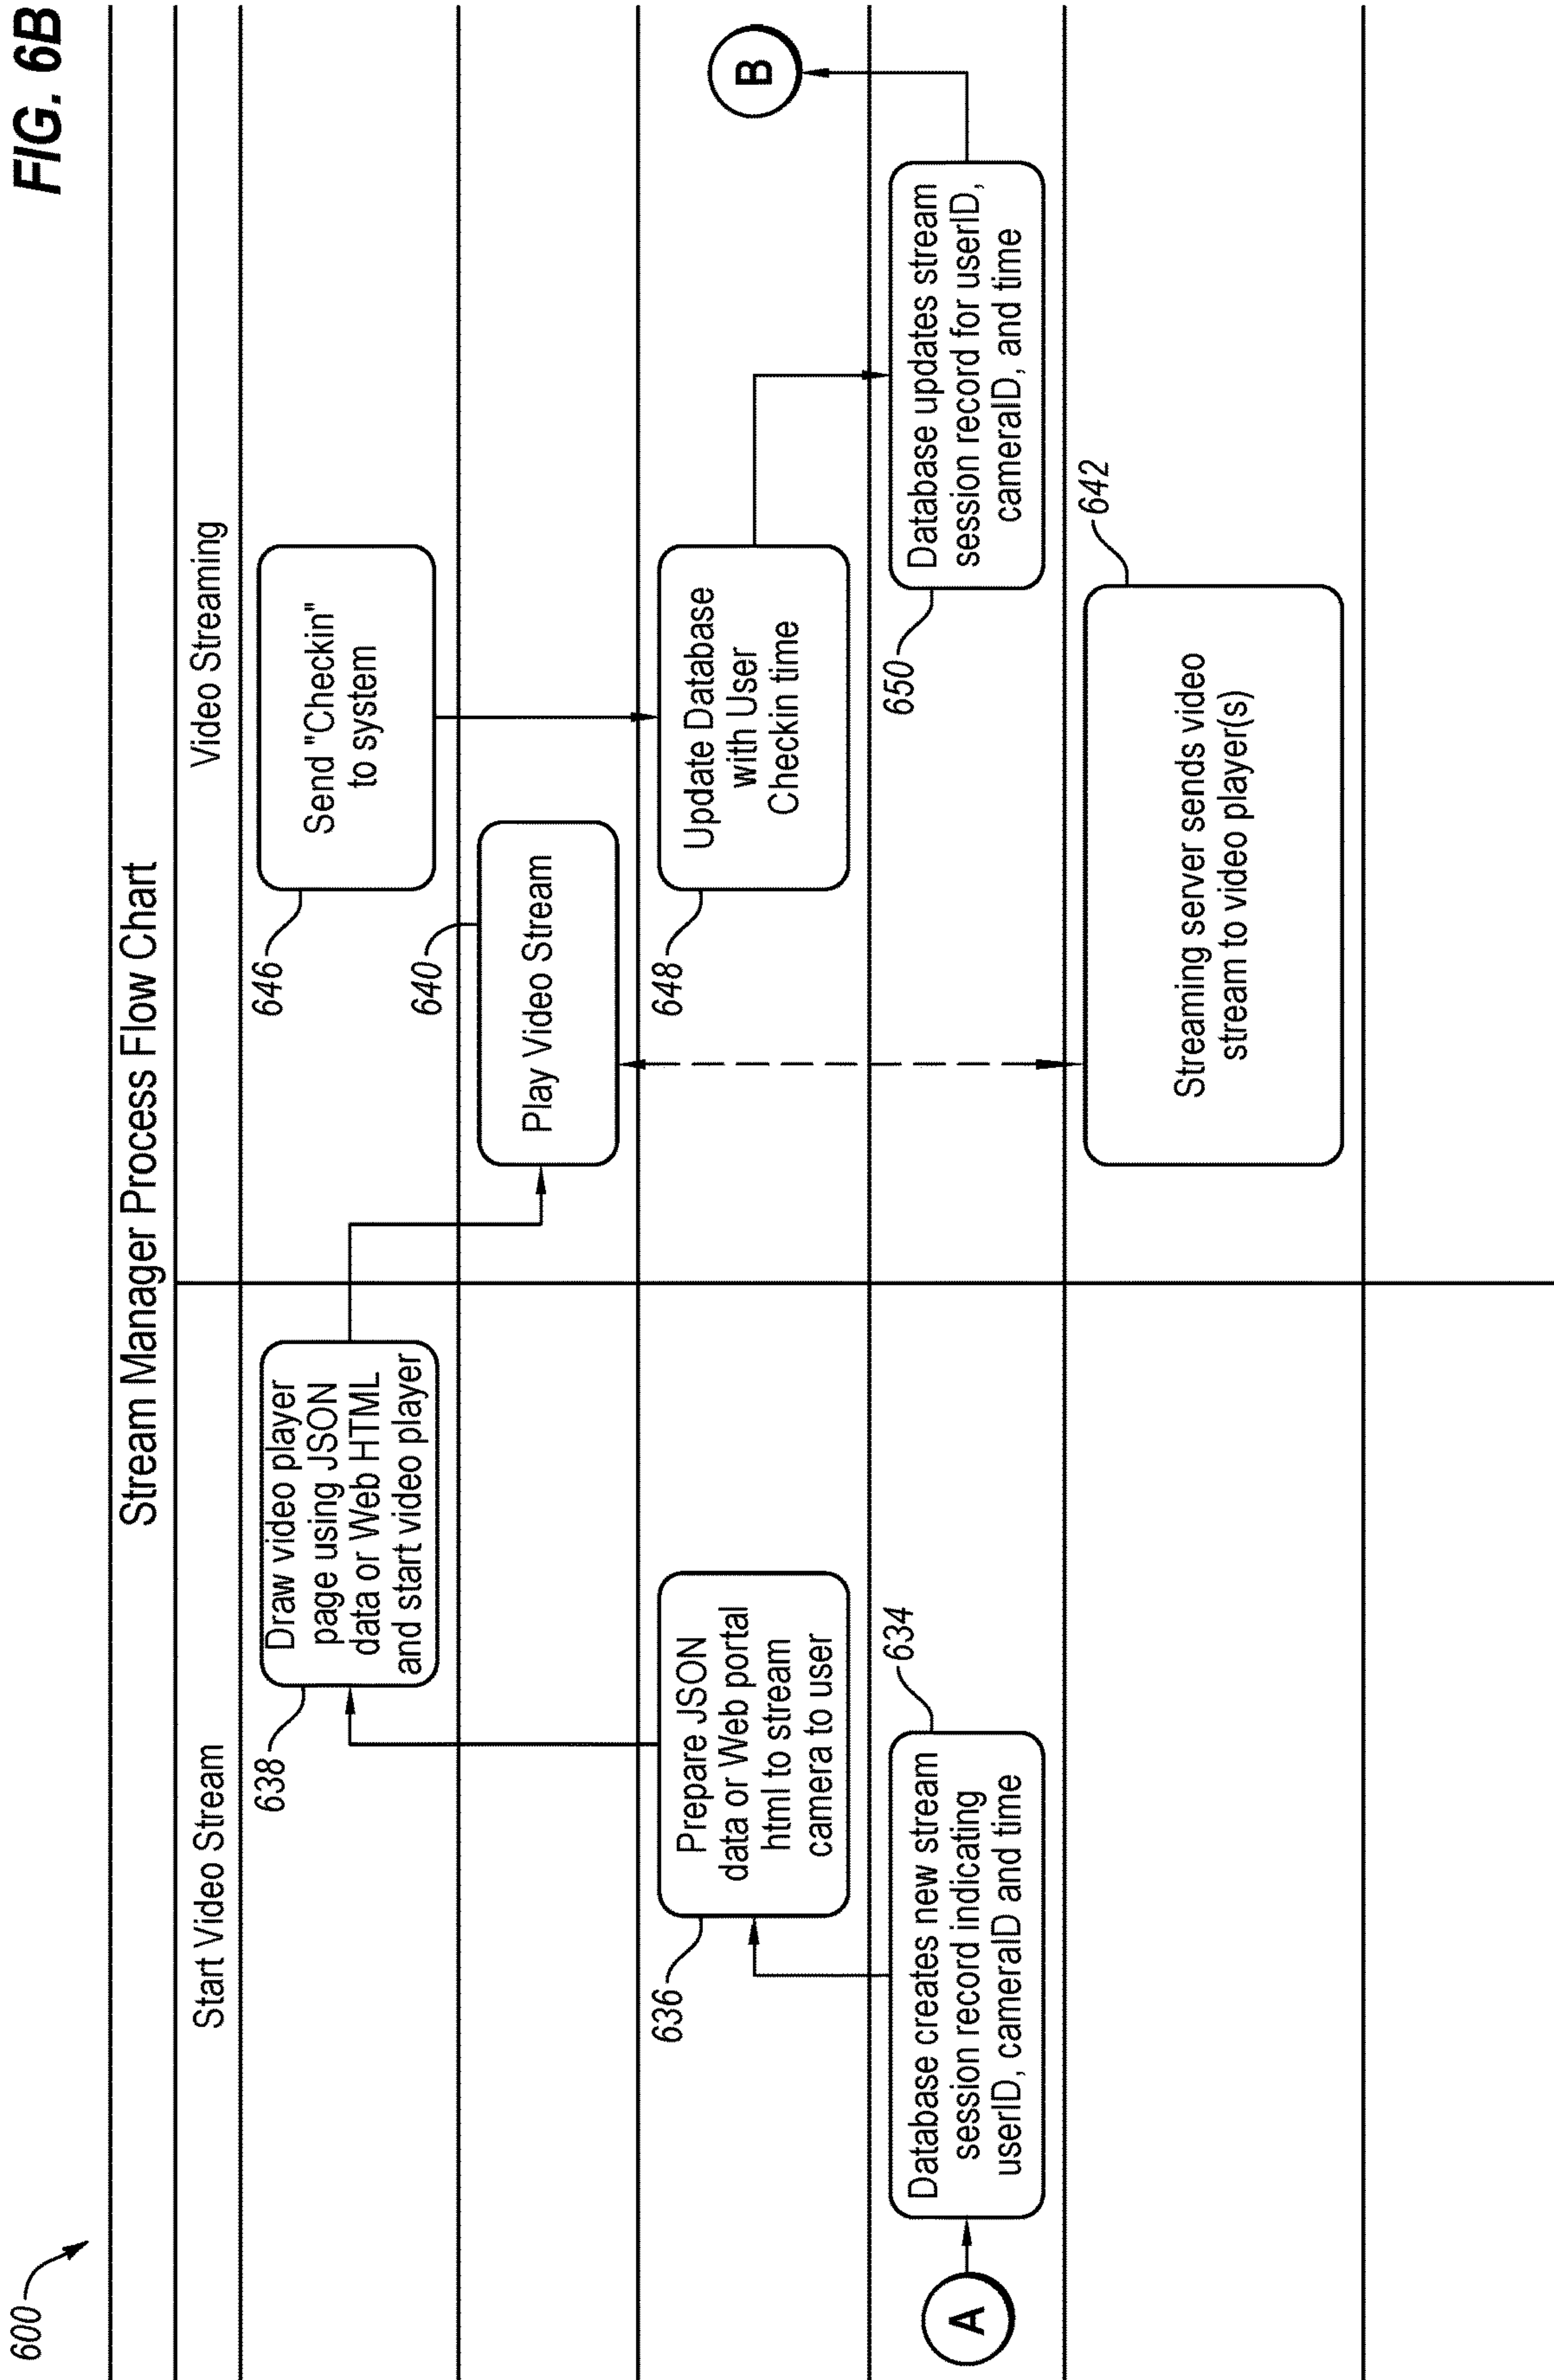 FIG. 6B
600
Stream Manager Process Flow Chart
Start Video Stream
Video Streaming
638
Draw video player
page using JSON
data or Web HTML
and start video player
646
Send "Checkin"
to system
640
Play Video Stream
636
Prepare JSON
data or Web portal
html to stream
camera to user
648
Update Database
with User
Checkin time
B
A
634
Database creates new stream
session record indicating
userID, cameraID and time
650
Database updates stream
session record for userID,
cameraID, and time
642
Streaming server sends video
stream to video player(s)